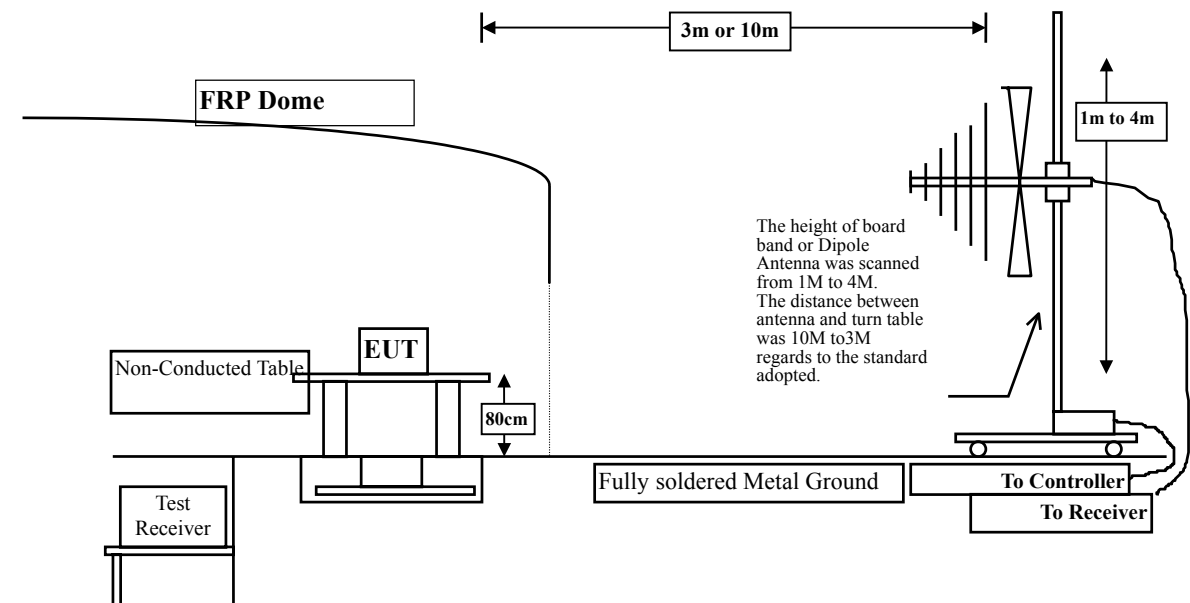 3m or 10m
FRP Dome
1m to 4m
The height of board
band or Dipole
Antenna was scanned
from 1M to 4M.
The distance between
antenna and turn table
was 10M to3M
regards to the standard
adopted.
EUT
Non-Conducted Table
80cm
Fully soldered Metal Ground
To Controller
To Receiver
Test
Receiver